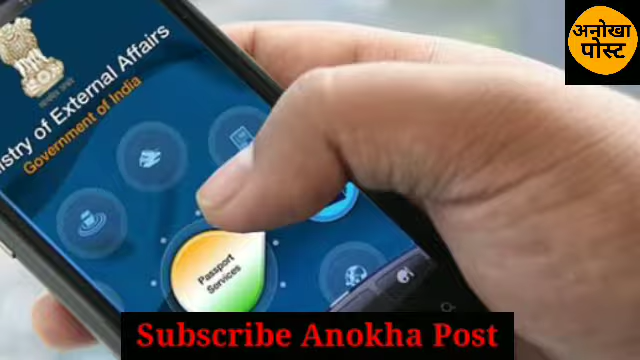 अनोखा
पोस्ट
istry of External Affairs
Government of India
Passport
Services
Subscribe Anokha Post